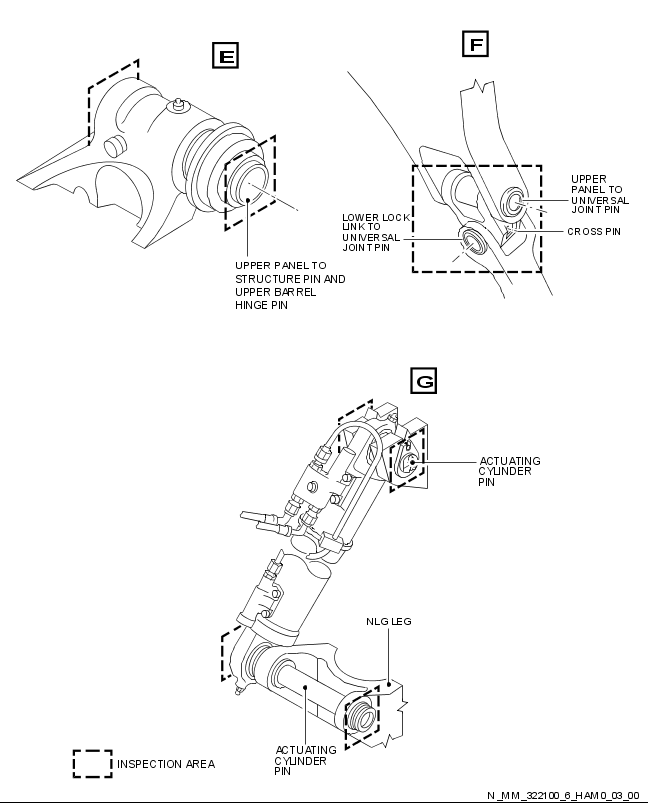 E
F
UPPER
PANEL TO
UNIVERSAL
JOINT PIN
LOWER LOCK
LINK TO
UNIVERSAL
JOINT PIN
CROSS PIN
UPPER PANEL TO
STRUCTURE PIN AND
UPPER BARREL
HINGE PIN
G
ACTUATING
CYLINDER
PIN
NLG LEG
ACTUATING
CYLINDER
PIN
INSPECTION AREA
N_MM_322100_6_HAM0_03_00